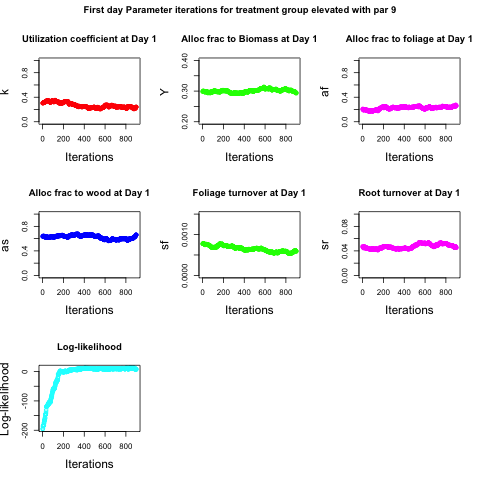 First day Parameter iterations for treatment group elevated with par 9
Utilization coefficient at Day 1
k
0.0 0.4 0.8
0 200 400 600 800
Iterations
Alloc frac to Biomass at Day 1
Y
0.20 0.30 0.40
0 200 400 600 800
Iterations
Alloc frac to foliage at Day 1
af
0.0 0.4 0.8
0 200 400 600 800
Iterations
Alloc frac to wood at Day 1
as
0.0 0.4 0.8
0 200 400 600 800
Iterations
Foliage turnover at Day 1
sf
0.0000 0.0010
0 200 400 600 800
Iterations
Root turnover at Day 1
sr
0.00 0.04 0.08
0 200 400 600 800
Iterations
Log-likelihood
Log-likelihood
-200 -100 0
0 200 400 600 800
Iterations